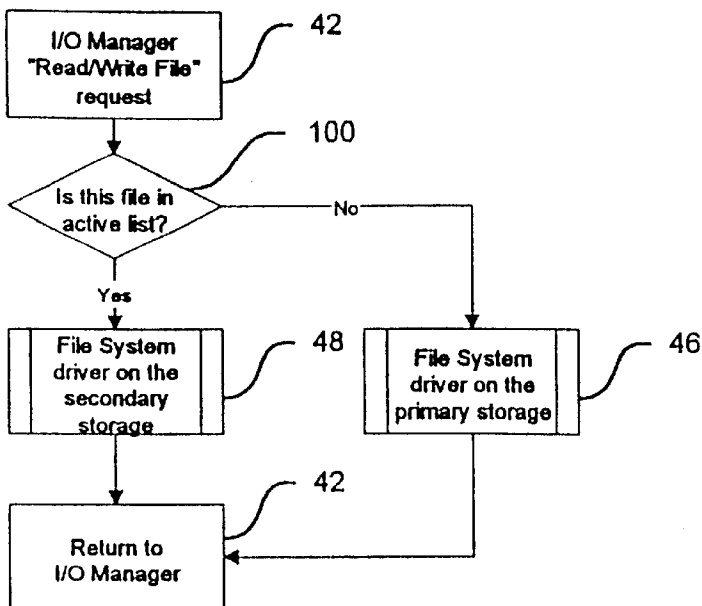 I/O Manager
"Read/Write File"
request
42
100
Is this file in
active list?
No
Yes
File System
driver on the
secondary
storage
48
File System
driver on the
primary storage
46
42
Return to
I/O Manager